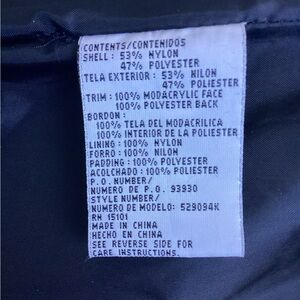 CONTENTS/CONTENIDOS
SHELL: 53% NYLON
47% POLYESTER
TELA EXTERIOR: 53% NILON
47% POLIESTER
TRIM: 100% MODACRYLIC FACE
100% POLYESTER BACK
BORDON:
100% TELA DEL MODACRILICA
100% INTERIOR DE LA POLIESTER
LINING: 100% NYLON
FORRO: 100% NILON
PADDING: 100% POLYESTER
ACOLCHADO: 100% POLIESTER
P.O. NUMBER/
NUMERO DE P.O. 93930
STYLE NUMBER/
NUMERO DE MODELO: 529094K
RN 15101
MADE IN CHINA
HECHO EN CHINA
SEE REVERSE SIDE FOR
CARE INSTRUCTIONS.